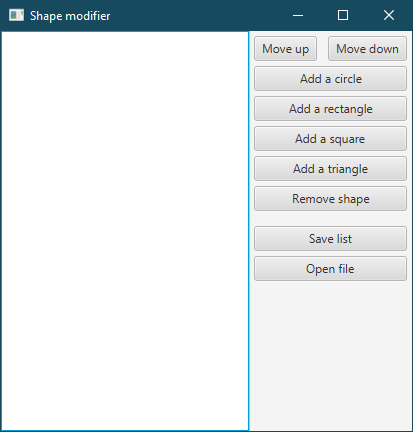 Shape modifier
Move up Move down
Add a circle
Add a rectangle
Add a square
Add a triangle
Remove shape
Save list
Open file